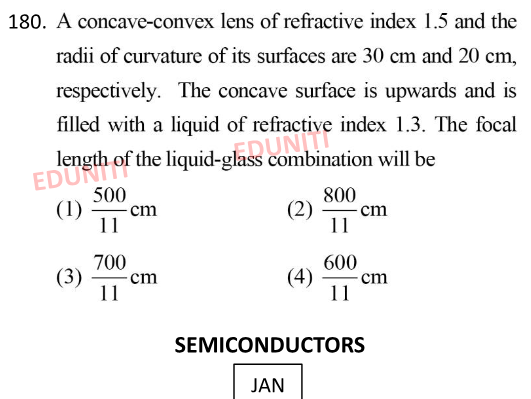 180. A concave-convex lens of refractive index 1.5 and the
radii of curvature of its surfaces are 30 cm and 20 cm,
respectively. The concave surface is upwards and is
filled with a liquid of refractive index 1.3. The focal
length of the liquid-glass combination will be
EDUNITI
EDUNITI
(1) 500/11 cm (2) 800/11 cm
(3) 700/11 cm (4) 600/11 cm
SEMICONDUCTORS
JAN